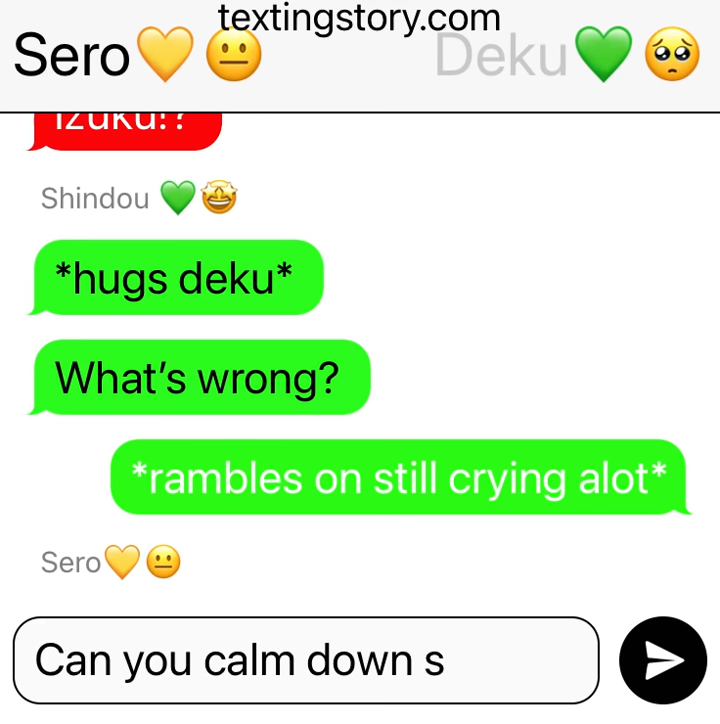 textingstory.com
Sero💛😐 Deku💚🥺
Izuku!?
Shindou 💚🤩
*hugs deku*
What’s wrong?
*rambles on still crying alot*
Sero💛😐
Can you calm down s